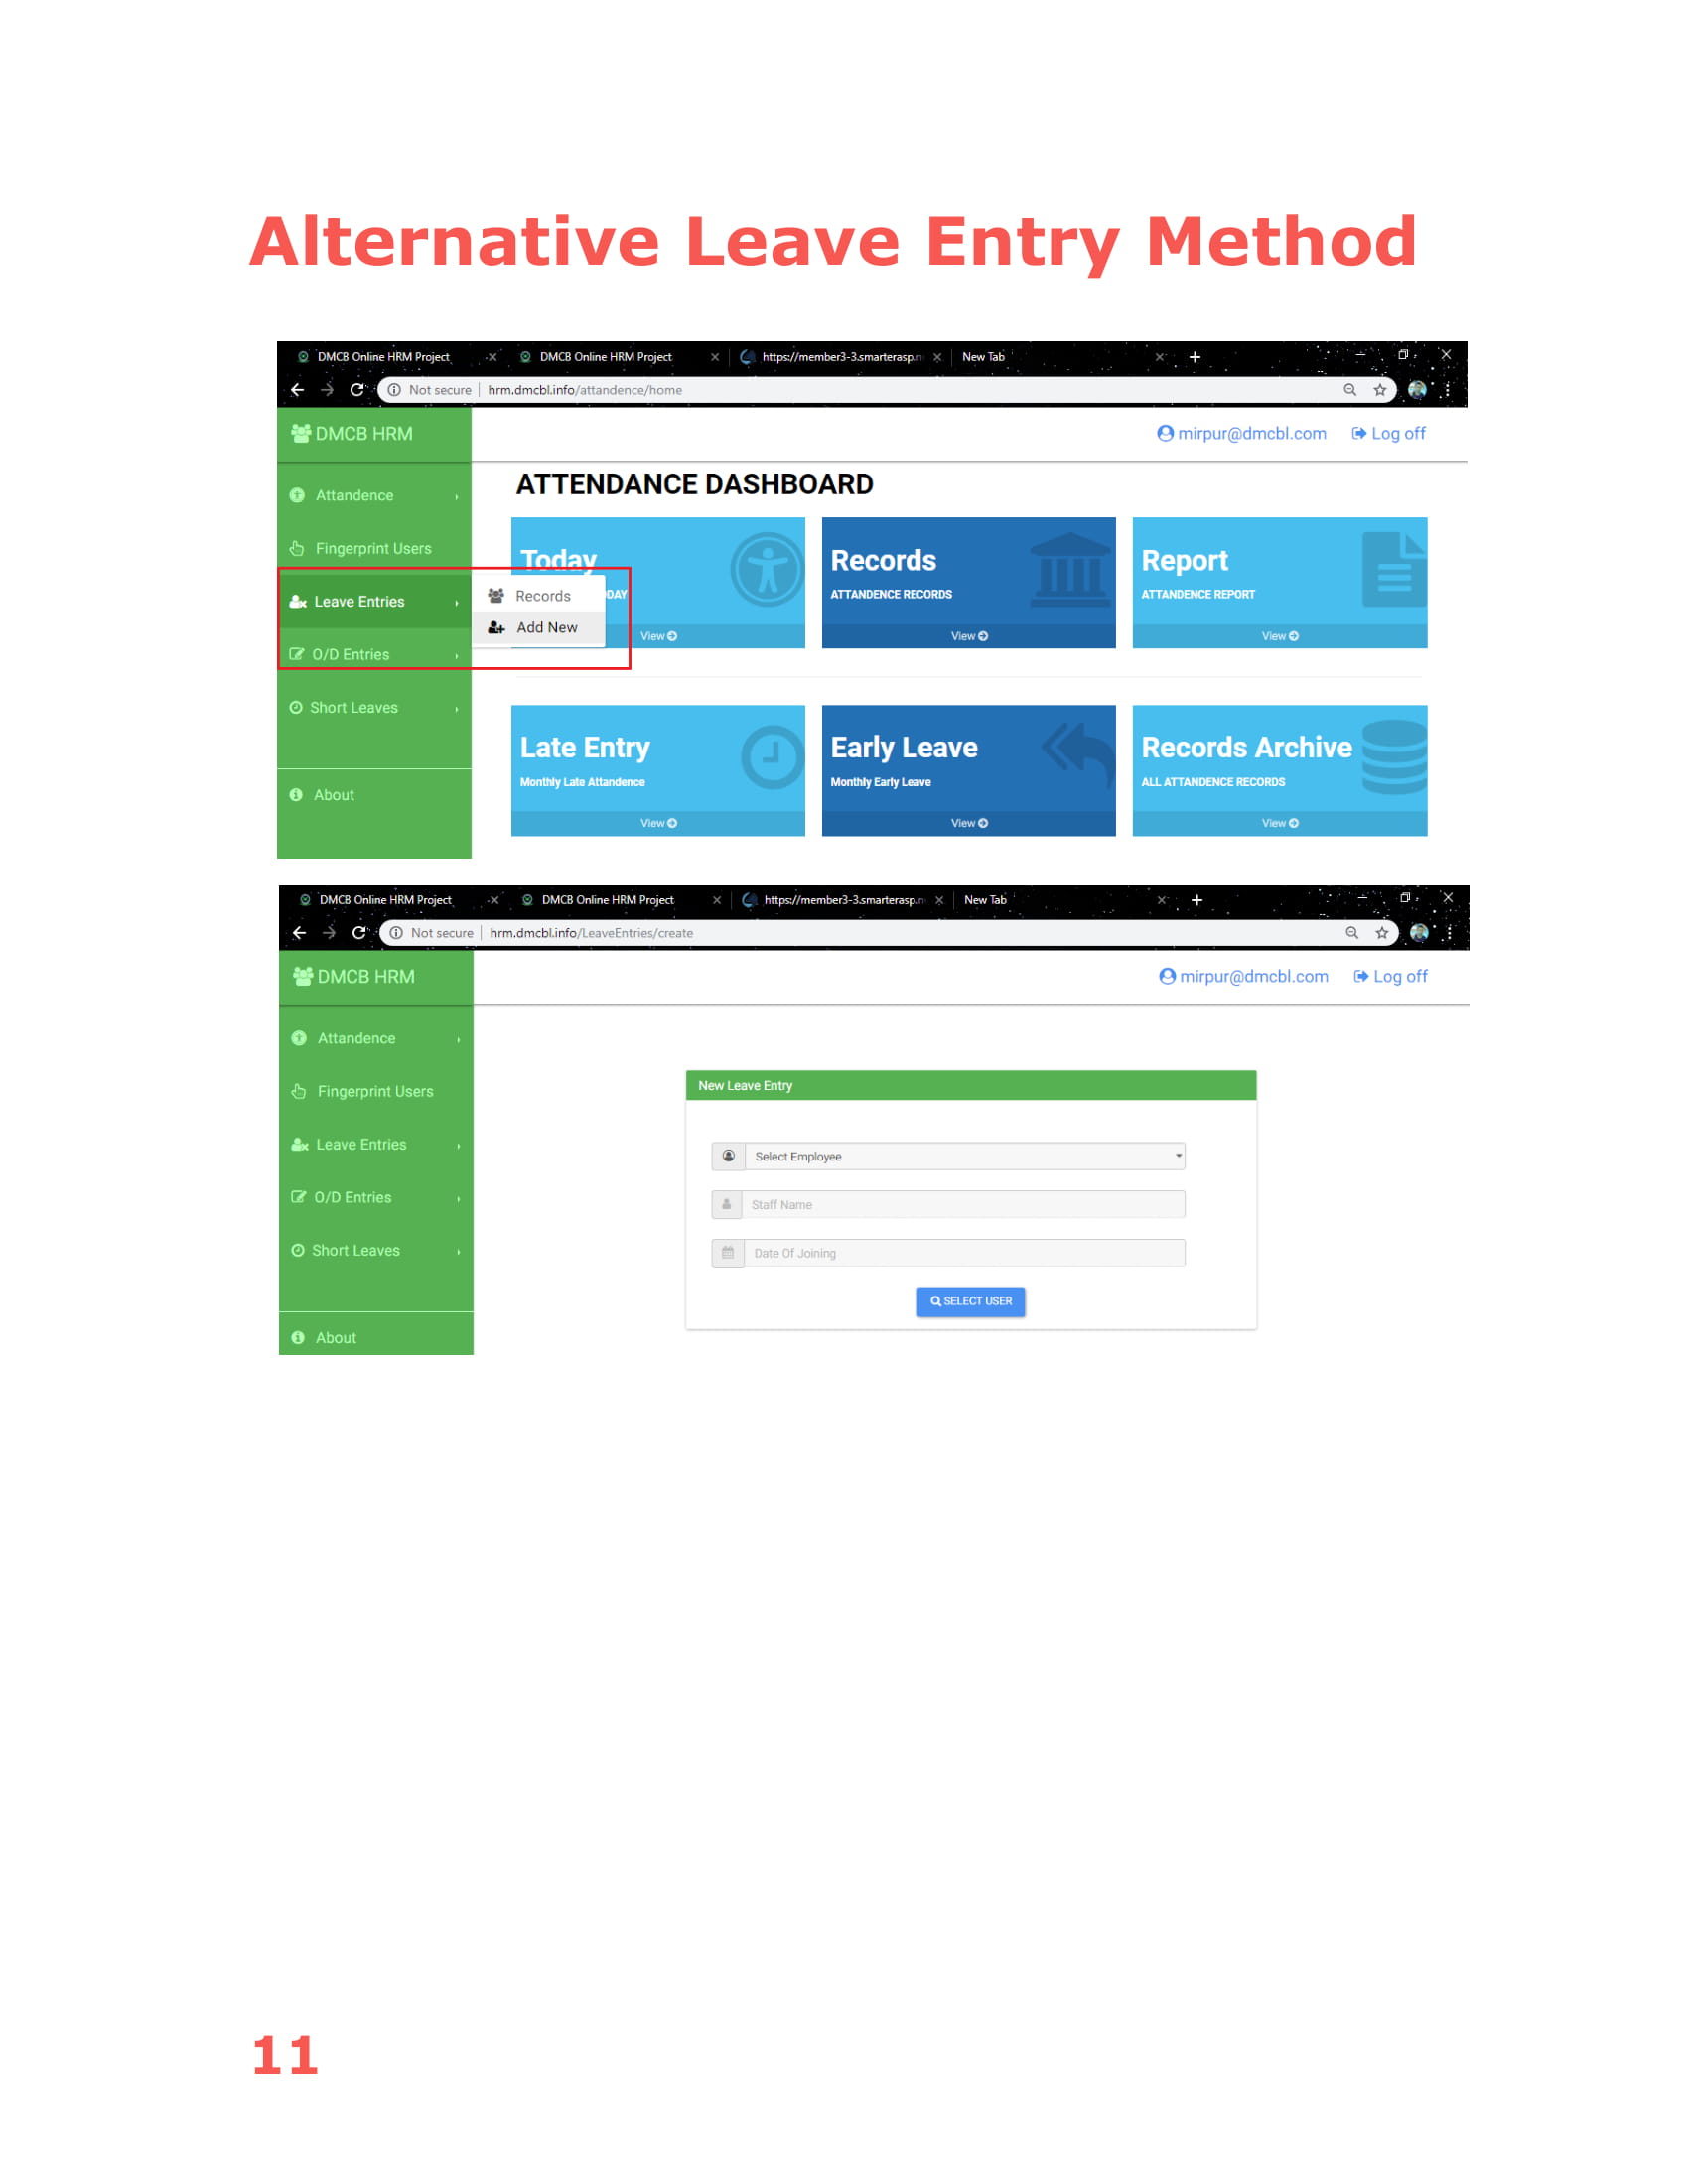 Alternative Leave Entry Method
DMCB Online HRM Project DMCB Online HRM Project https://member3-3.smarterasp.n New Tab
Not secure | hrm.dmcbl.info/attandence/home
DMCB HRM mirpur@dmcbl.com Log off
ATTENDANCE DASHBOARD
Attandence
Fingerprint Users
Leave Entries
O/D Entries
Short Leaves
About
Records
Add New
Today
DAY
View
Records
ATTANDENCE RECORDS
View
Report
ATTANDENCE REPORT
View
Late Entry
Monthly Late Attandence
View
Early Leave
Monthly Early Leave
View
Records Archive
ALL ATTANDENCE RECORDS
View
DMCB Online HRM Project DMCB Online HRM Project https://member3-3.smarterasp.n New Tab
Not secure | hrm.dmcbl.info/LeaveEntries/create
DMCB HRM mirpur@dmcbl.com Log off
Attandence
Fingerprint Users
Leave Entries
O/D Entries
Short Leaves
About
New Leave Entry
Select Employee
Staff Name
Date Of Joining
SELECT USER
11